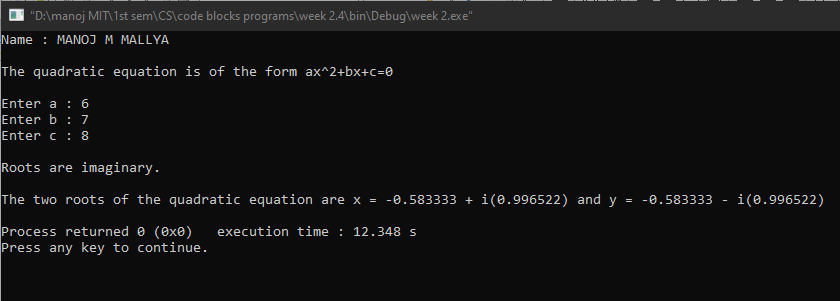 "D:\manoj MIT\1st sem\CS\code blocks programs\week 2.4\bin\Debug\week 2.exe"
Name : MANOJ M MALLYA
The quadratic equation is of the form ax^2+bx+c=0
Enter a : 6
Enter b : 7
Enter c : 8
Roots are imaginary.
The two roots of the quadratic equation are x = -0.583333 + i(0.996522) and y = -0.583333 - i(0.996522)
Process returned 0 (0x0)   execution time : 12.348 s
Press any key to continue.